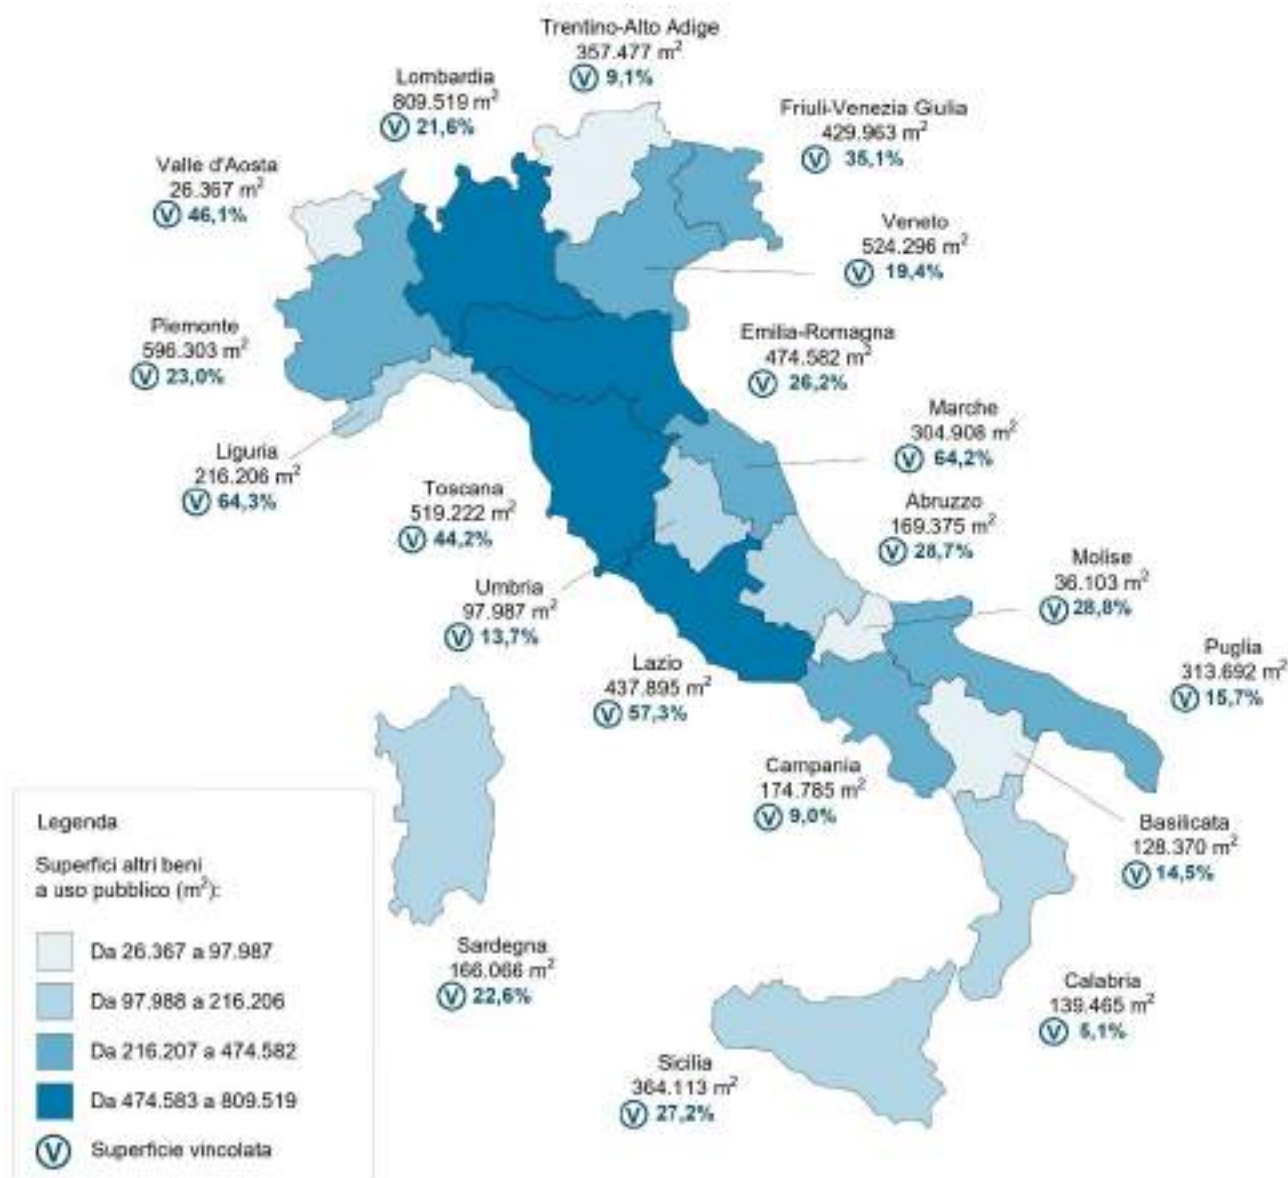 Trentino-Alto Adige
357.477 m²
V 9,1%
Lombardia
809.519 m²
V 21,6%
Friuli-Venezia Giulia
429.963 m²
V 35,1%
Valle d'Aosta
26.367 m²
V 46,1%
Veneto
524.296 m²
V 19,4%
Piemonte
596.303 m²
V 23,0%
Emilia-Romagna
474.582 m²
V 26,2%
Marche
304.908 m²
V 64,2%
Liguria
216.206 m²
V 64,3%
Toscana
519.222 m²
V 44,2%
Abruzzo
169.375 m²
V 28,7%
Molise
36.103 m²
V 28,8%
Umbria
97.987 m²
V 13,7%
Puglia
313.692 m²
V 15,7%
Lazio
437.895 m²
V 57,3%
Campania
174.785 m²
V 9,0%
Basilicata
128.370 m²
V 14,5%
Sardegna
166.066 m²
V 22,6%
Calabria
139.465 m²
V 5,1%
Sicilia
364.113 m²
V 27,2%
Legenda
Superfici altri beni
a uso pubblico (m²):
Da 26.367 a 97.987
Da 97.988 a 216.206
Da 216.207 a 474.582
Da 474.583 a 809.519
V Superficie vincolata